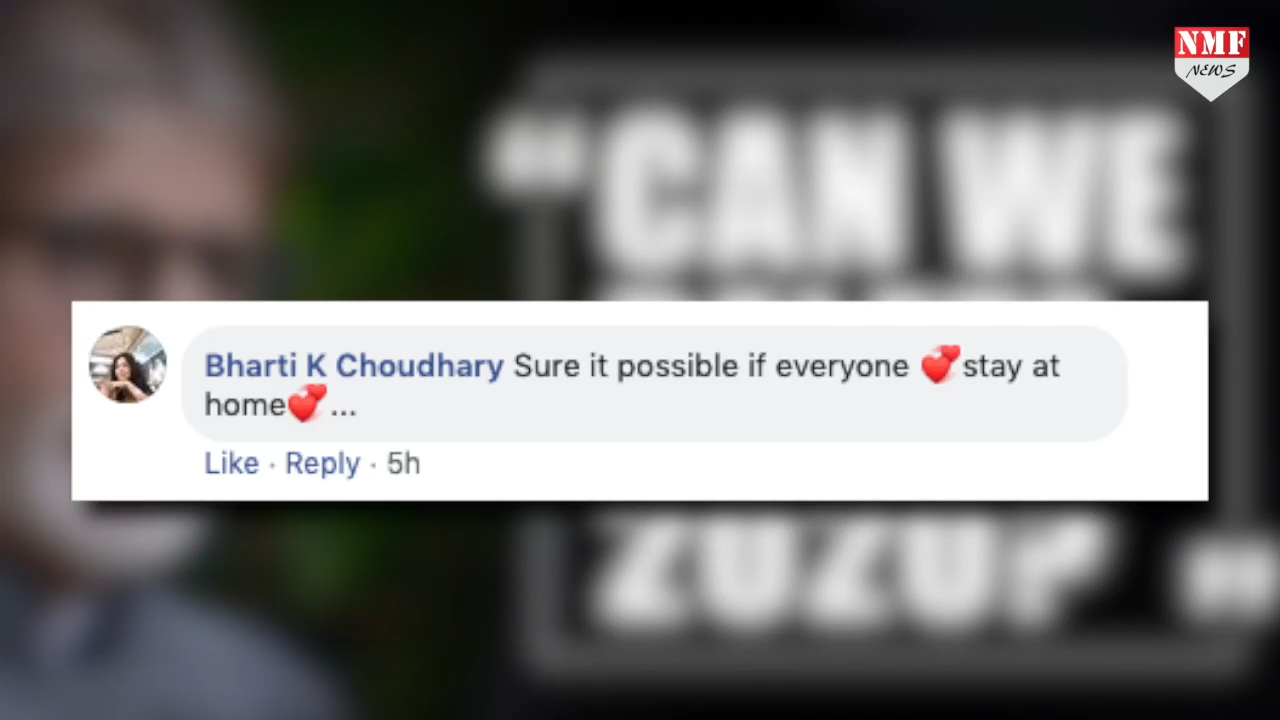 NMF
NEWS
“CAN WE
2020? ”
Bharti K Choudhary Sure it possible if everyone 💕stay at
home💕...
Like · Reply · 5h